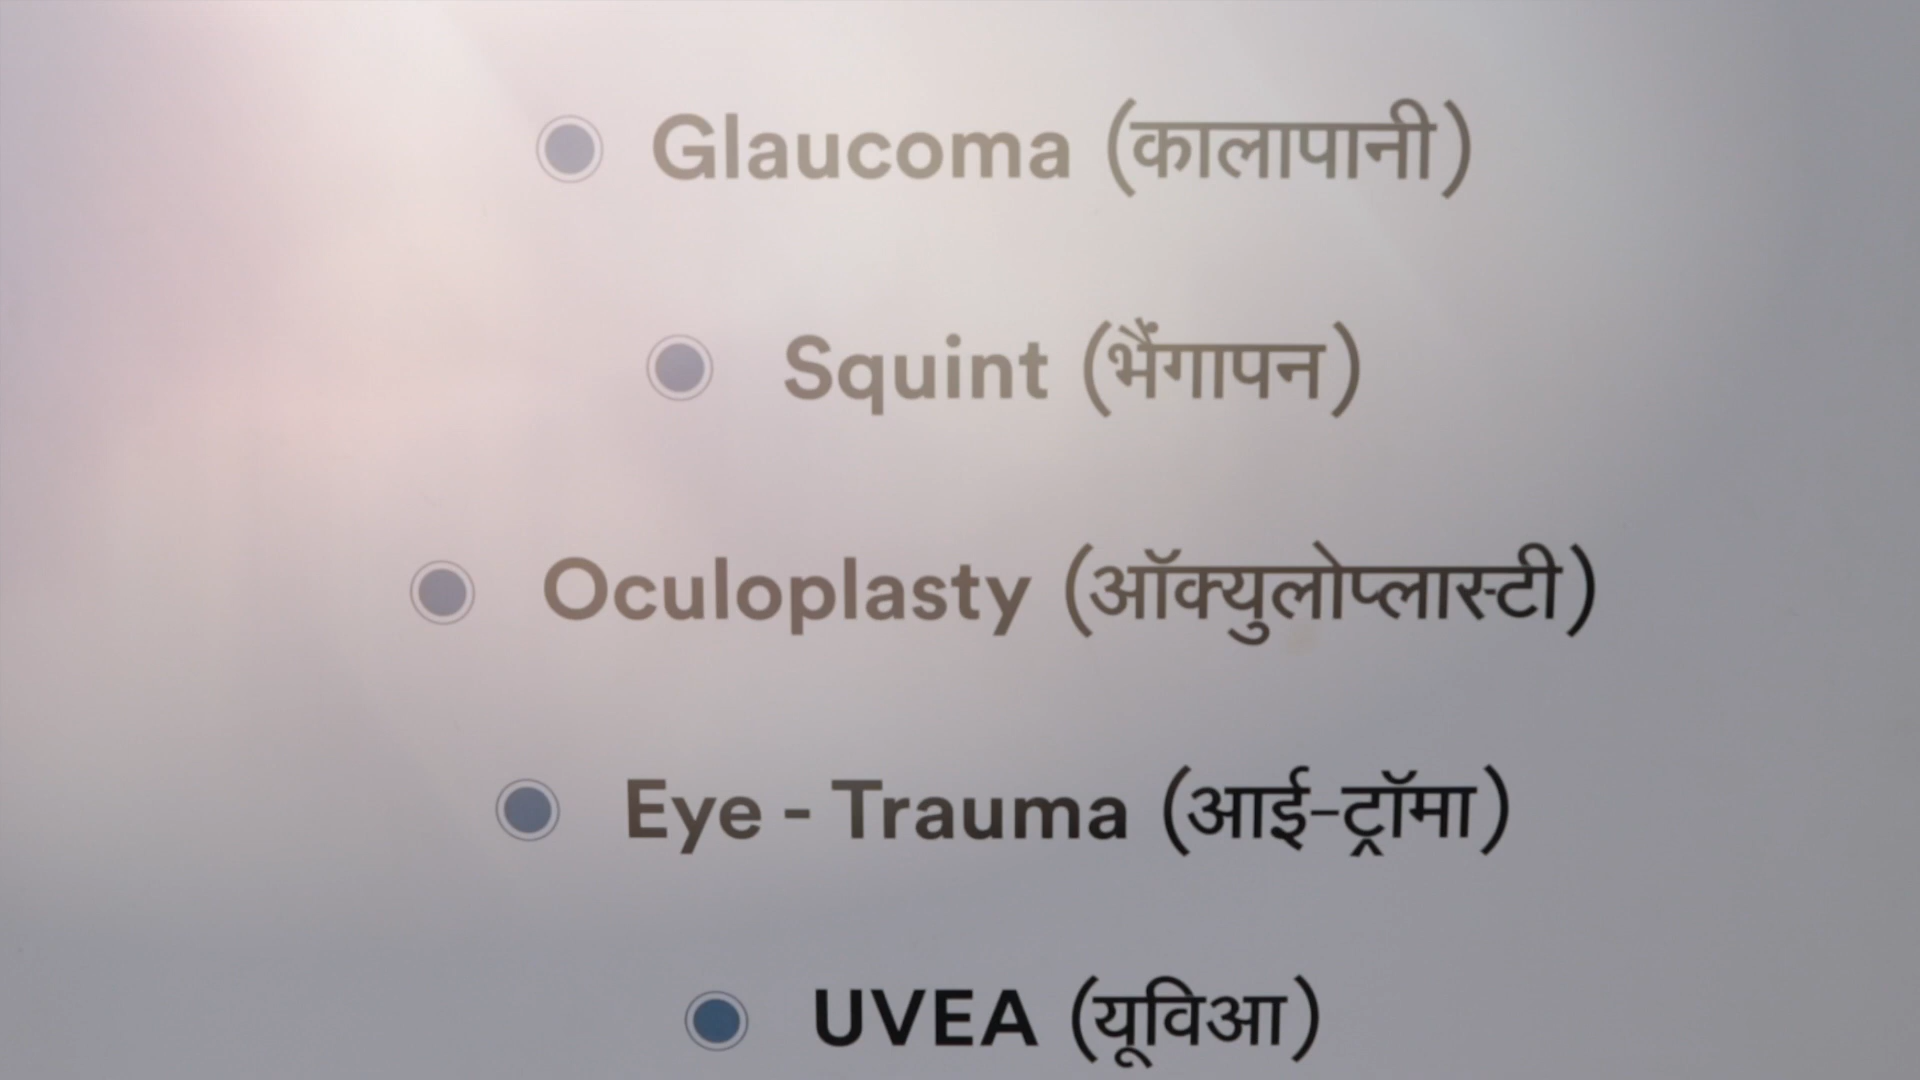 Glaucoma (कालापानी)
Squint (भैंगापन)
Oculoplasty (ऑक्युलोप्लास्टी)
Eye - Trauma (आई-ट्रॉमा)
UVEA (यूविआ)